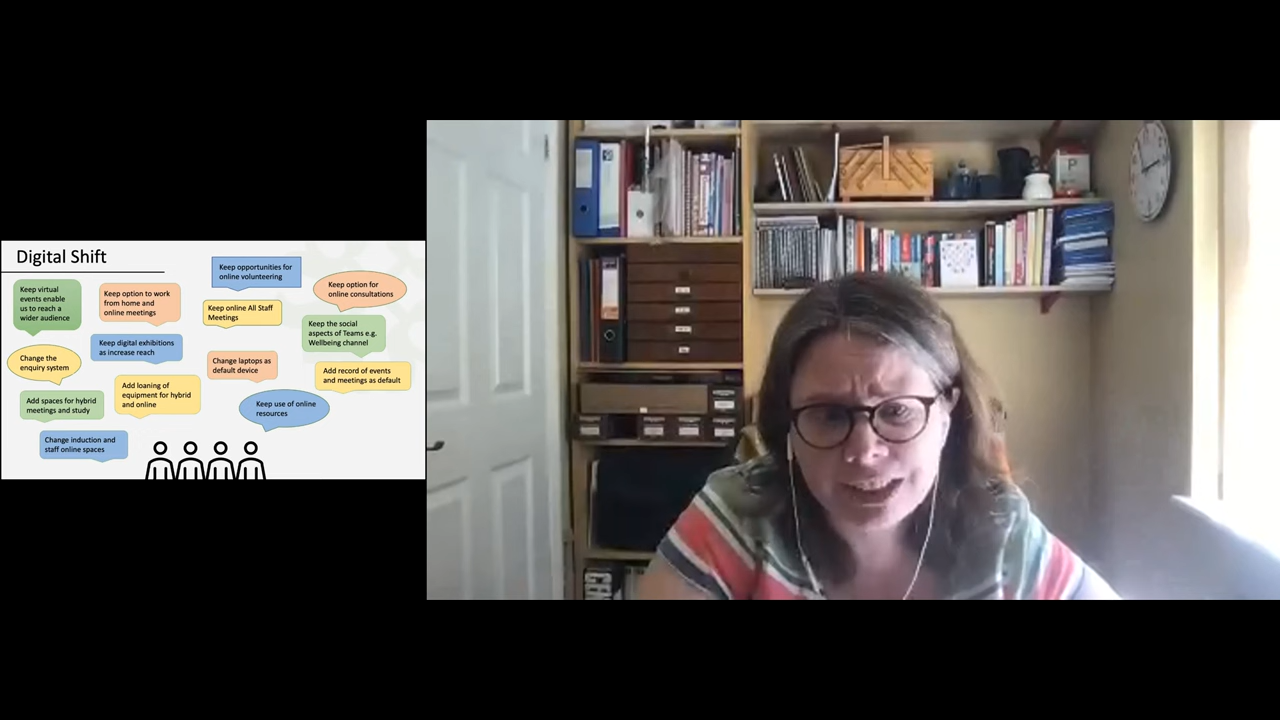 Digital Shift
Keep opportunities for
online volunteering
Keep option for
online consultations
Keep virtual
events enable
us to reach a
wider audience
Keep option to work
from home and
online meetings
Keep online All Staff
Meetings
Keep the social
aspects of Teams e.g.
Wellbeing channel
Keep digital exhibitions
as increase reach
Change the
enquiry system
Change laptops as
default device
Add record of events
and meetings as default
Add loaning of
equipment for hybrid
and online
Add spaces for hybrid
meetings and study
Keep use of online
resources
Change induction and
staff online spaces
P